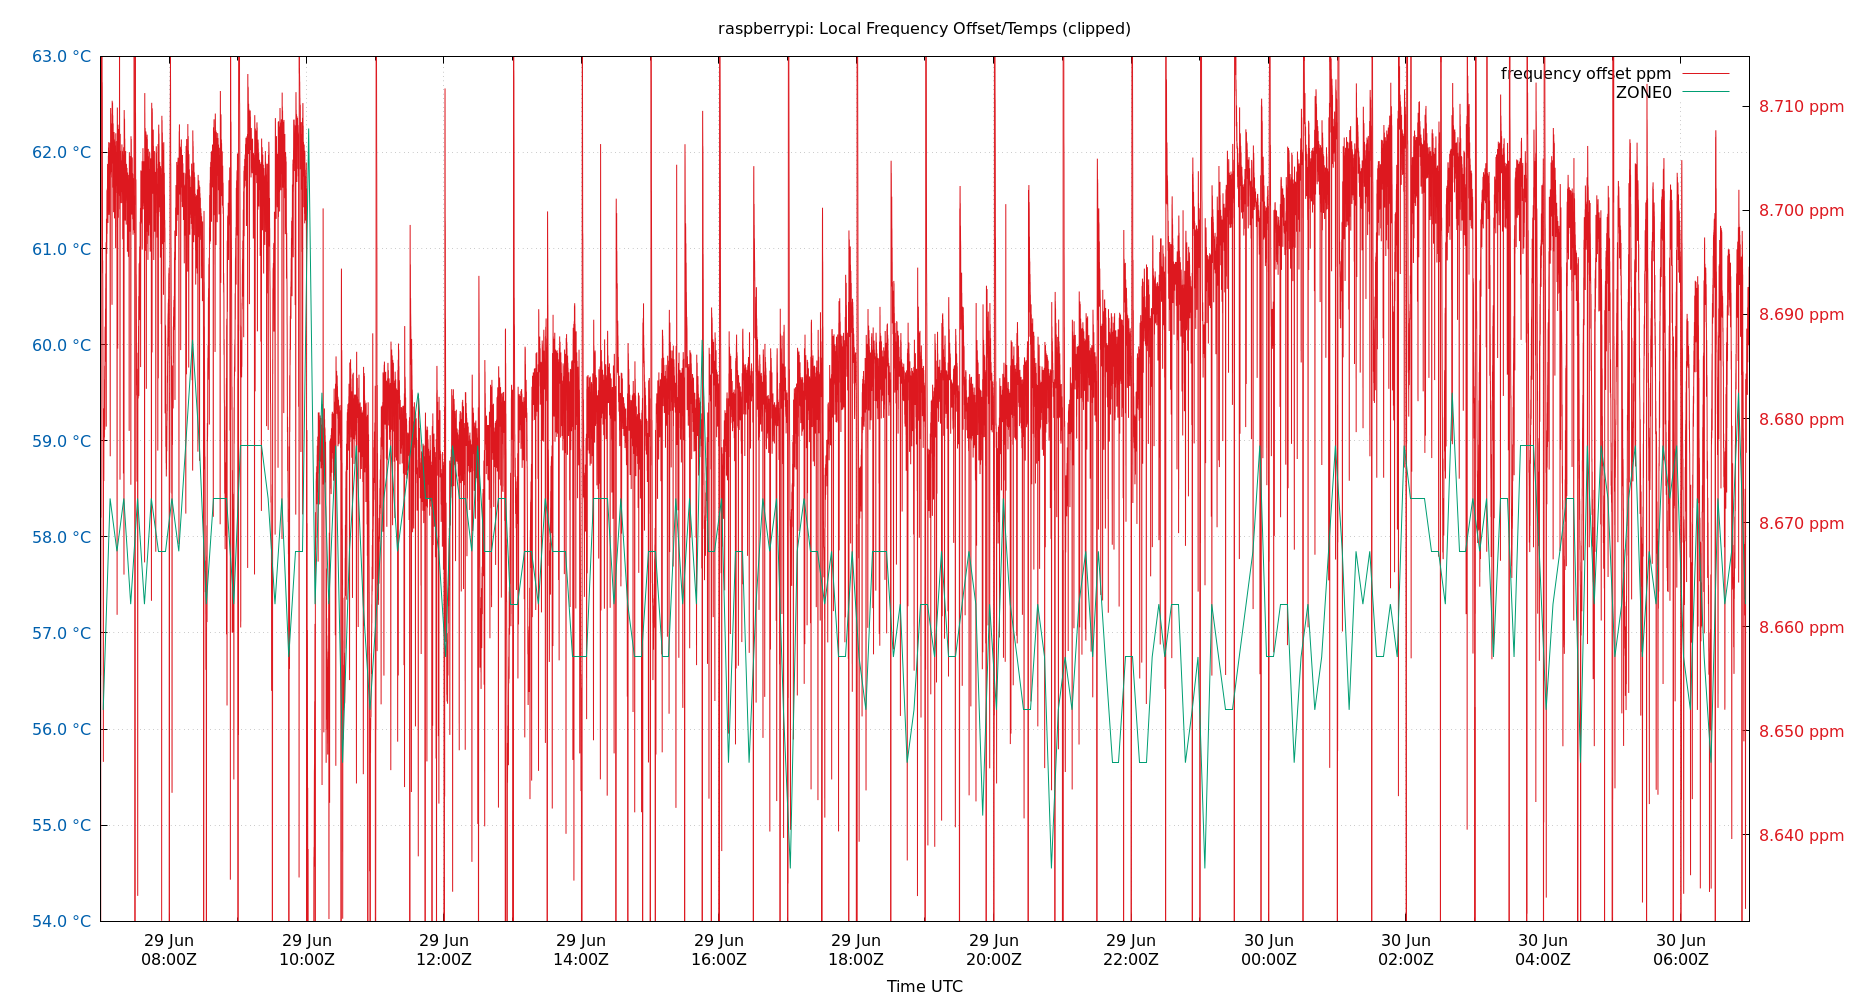 raspberrypi: Local Frequency Offset/Temps (clipped)
frequency offset ppm
ZONE0
63.0 °C
62.0 °C
61.0 °C
60.0 °C
59.0 °C
58.0 °C
57.0 °C
56.0 °C
55.0 °C
54.0 °C
8.710 ppm
8.700 ppm
8.690 ppm
8.680 ppm
8.670 ppm
8.660 ppm
8.650 ppm
8.640 ppm
29 Jun 29 Jun 29 Jun 29 Jun 29 Jun 29 Jun 29 Jun 29 Jun 30 Jun 30 Jun 30 Jun 30 Jun
08:00Z 10:00Z 12:00Z 14:00Z 16:00Z 18:00Z 20:00Z 22:00Z 00:00Z 02:00Z 04:00Z 06:00Z
Time UTC